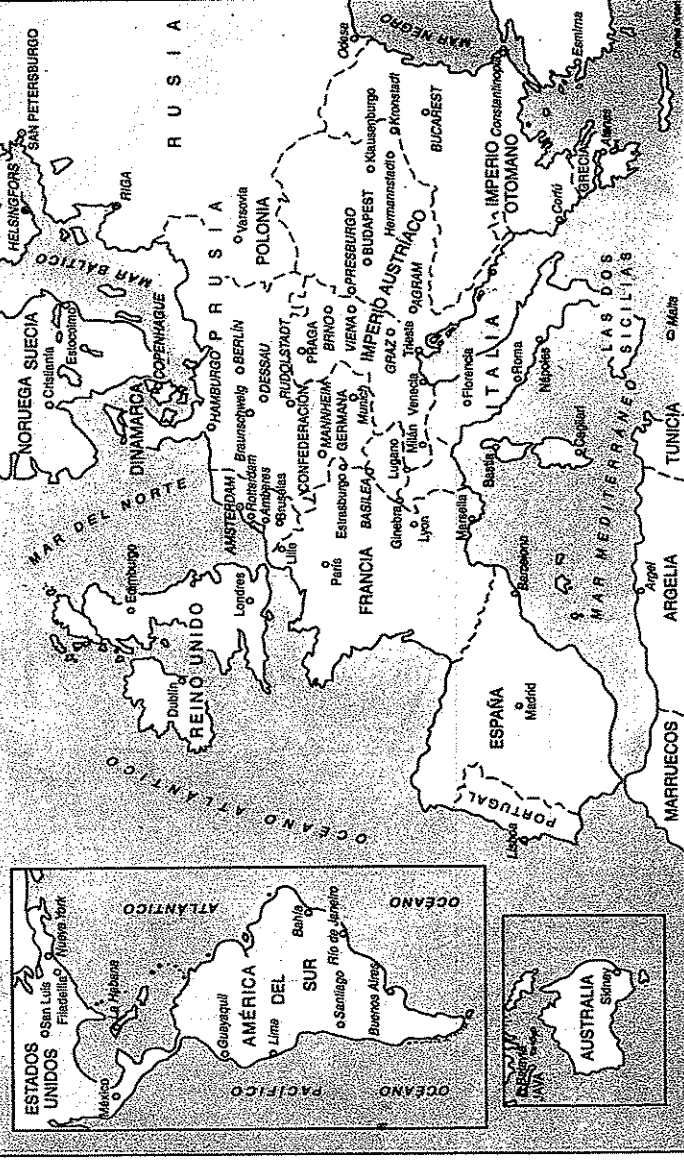 HELSINGFORS
SAN PETERSBURGO
RUSIA
RIGA
MAR BÁLTICO
NORUEGA
SUECIA
Cristianía
Estocolmo
COPENHAGUE
DINAMARCA
MAR DEL NORTE
Edimburgo
Dublín
REINO UNIDO
Londres
OCÉANO ATLÁNTICO
HAMBURGO
PRUSIA
BERLÍN
Braunschweig
DESSAU
AMSTERDAM
Rotterdam
Amberes
Bruselas
Lille
RUDOLSTADT
CONFEDERACIÓN
GERMANA
MANNHEIM
Estrasburgo
PRAGA
BRNO
Varsovia
POLONIA
París
FRANCIA
BASILEA
Ginebra
Lyon
Marsella
Lugano
Milán
Munich
Venecia
VIENA
PRESBURGO
BUDAPEST
IMPERIO AUSTRÍACO
GRAZ
Trieste
AGRAM
Klausenburgo
Hermannstadt
Kronstadt
BUCAREST
Odesa
MAR NEGRO
Constantinopla
Esmirna
IMPERIO
OTOMANO
GRECIA
Atenas
Corfú
Florencia
ITALIA
Roma
Nápoles
LAS DOS
SICILIAS
Bastia
Cagliari
Malta
MAR MEDITERRÁNEO
Barcelona
ESPAÑA
Madrid
PORTUGAL
Lisboa
MARRUECOS
Argel
ARGELIA
TUNICIA
ESTADOS
UNIDOS
San Luis
Filadelfia
Nueva York
México
La Habana
ATLÁNTICO
OCÉANO
Guayaquil
AMÉRICA
DEL
SUR
Lima
Bahía
Río de Janeiro
Santiago
Buenos Aires
OCÉANO
PACÍFICO
JAVA
AUSTRALIA
Sidney